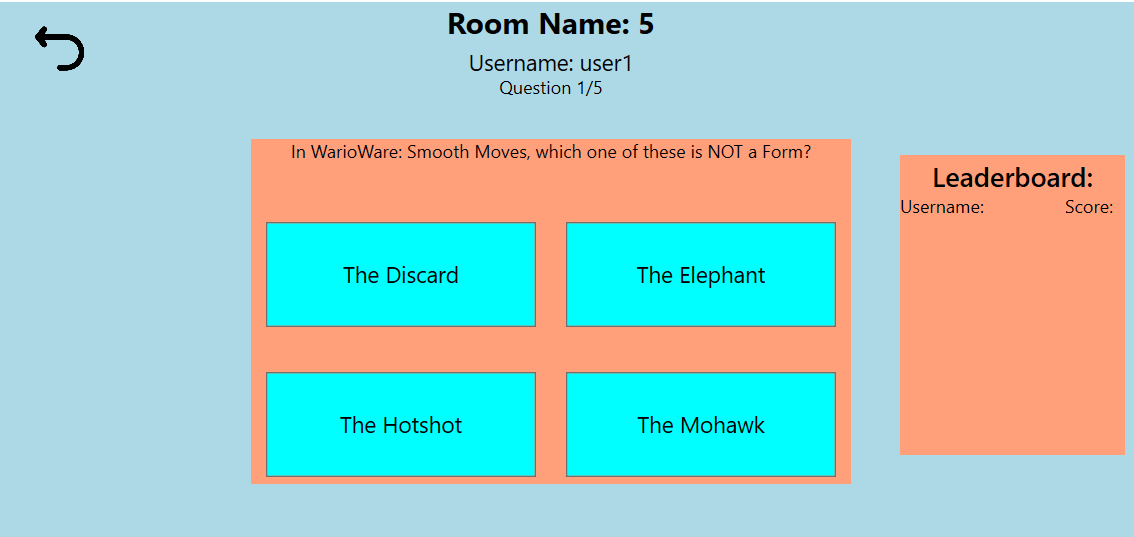 Room Name: 5
Username: user1
Question 1/5
In WarioWare: Smooth Moves, which one of these is NOT a Form?
The Discard
The Elephant
The Hotshot
The Mohawk
Leaderboard:
Username: Score: